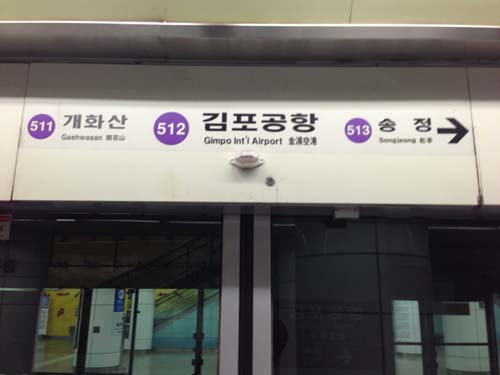 511 개화산
Gaehwasan 開花山
512 김포공항
Gimpo Int'l Airport 金浦空港
513 송 정
Songjeong 松亭